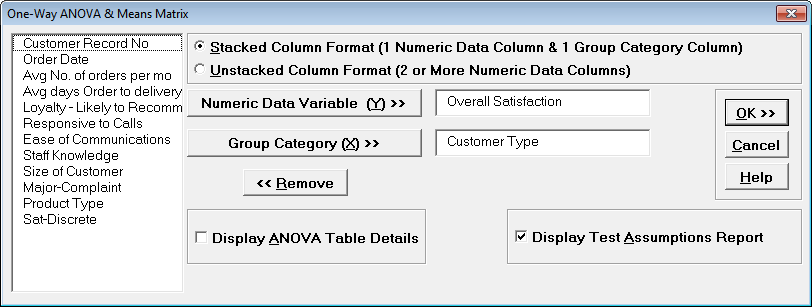 One-Way ANOVA & Means Matrix
Customer Record No
Order Date
Avg No. of orders per mo
Avg days Order to delivery
Loyalty - Likely to Recomm
Responsive to Calls
Ease of Communications
Staff Knowledge
Size of Customer
Major-Complaint
Product Type
Sat-Discrete
Stacked Column Format (1 Numeric Data Column & 1 Group Category Column)
Unstacked Column Format (2 or More Numeric Data Columns)
Numeric Data Variable (Y) >>
Overall Satisfaction
Group Category (X) >>
Customer Type
<< Remove
OK >>
Cancel
Help
Display ANOVA Table Details
Display Test Assumptions Report